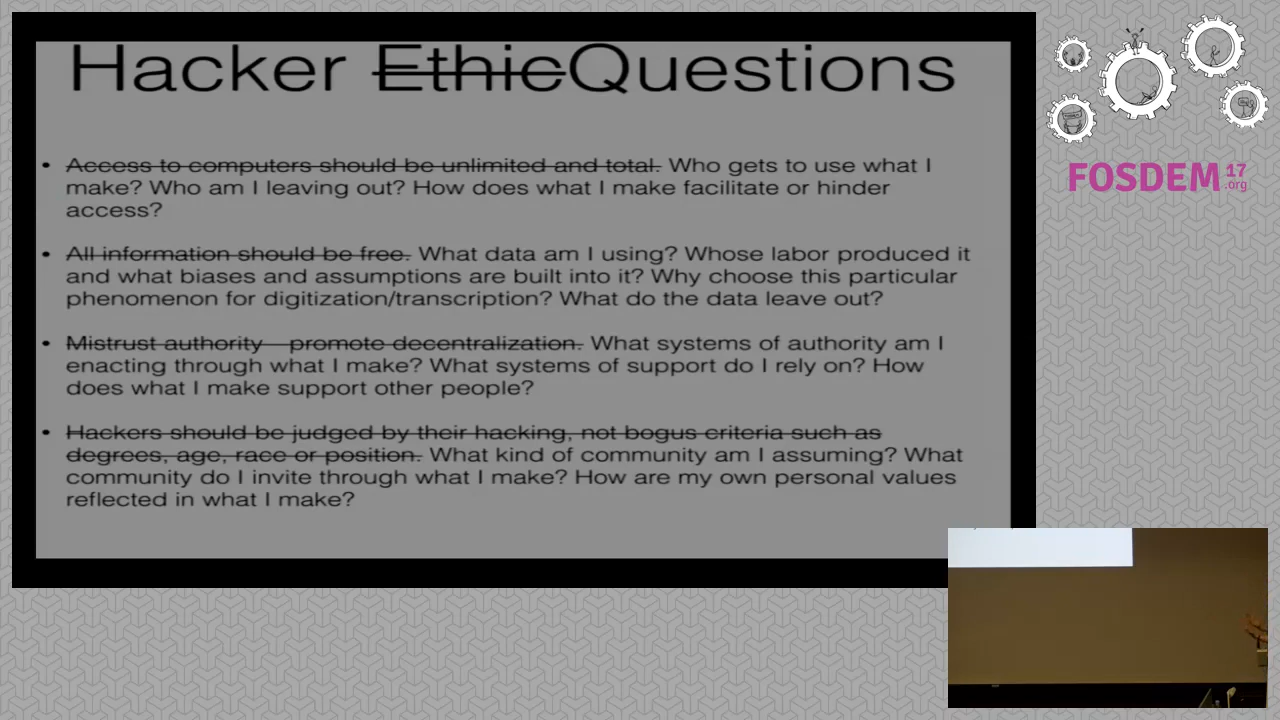 Hacker EthicQuestions
• Access to computers should be unlimited and total. Who gets to use what I
make? Who am I leaving out? How does what I make facilitate or hinder
access?
• All information should be free. What data am I using? Whose labor produced it
and what biases and assumptions are built into it? Why choose this particular
phenomenon for digitization/transcription? What do the data leave out?
• Mistrust authority—promote decentralization. What systems of authority am I
enacting through what I make? What systems of support do I rely on? How
does what I make support other people?
• Hackers should be judged by their hacking, not bogus criteria such as
degrees, age, race or position. What kind of community am I assuming? What
community do I invite through what I make? How are my own personal values
reflected in what I make?
FOSDEM 17
.org